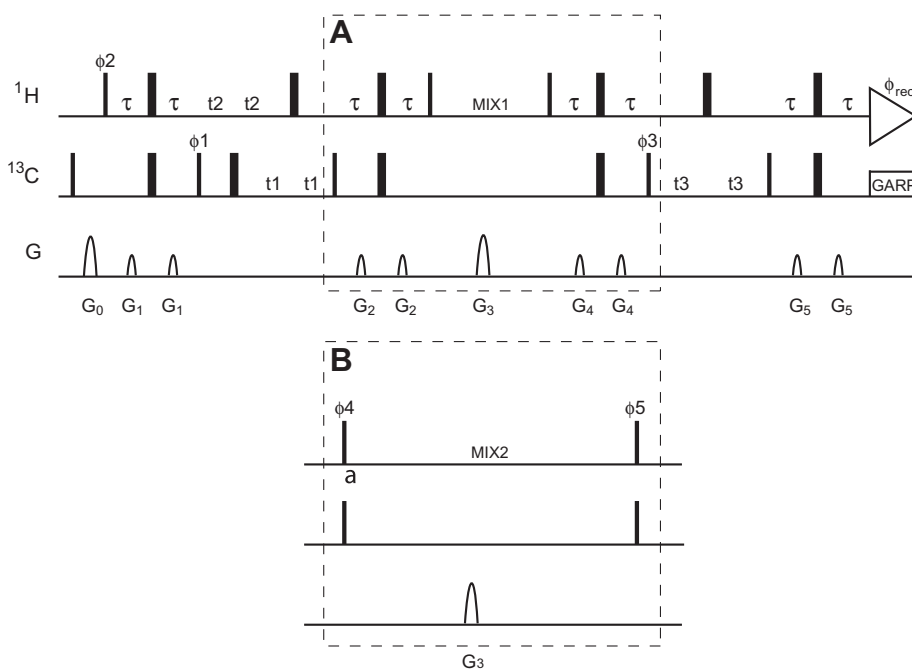 A
ϕ2
¹H
τ τ t2 t2 τ τ MIX1 τ τ τ τ
ϕrec
ϕ1 ϕ3
¹³C
t1 t1 t3 t3 GARP
G
G₀ G₁ G₁ G₂ G₂ G₃ G₄ G₄ G₅ G₅
B
ϕ4 ϕ5
MIX2
a
G₃